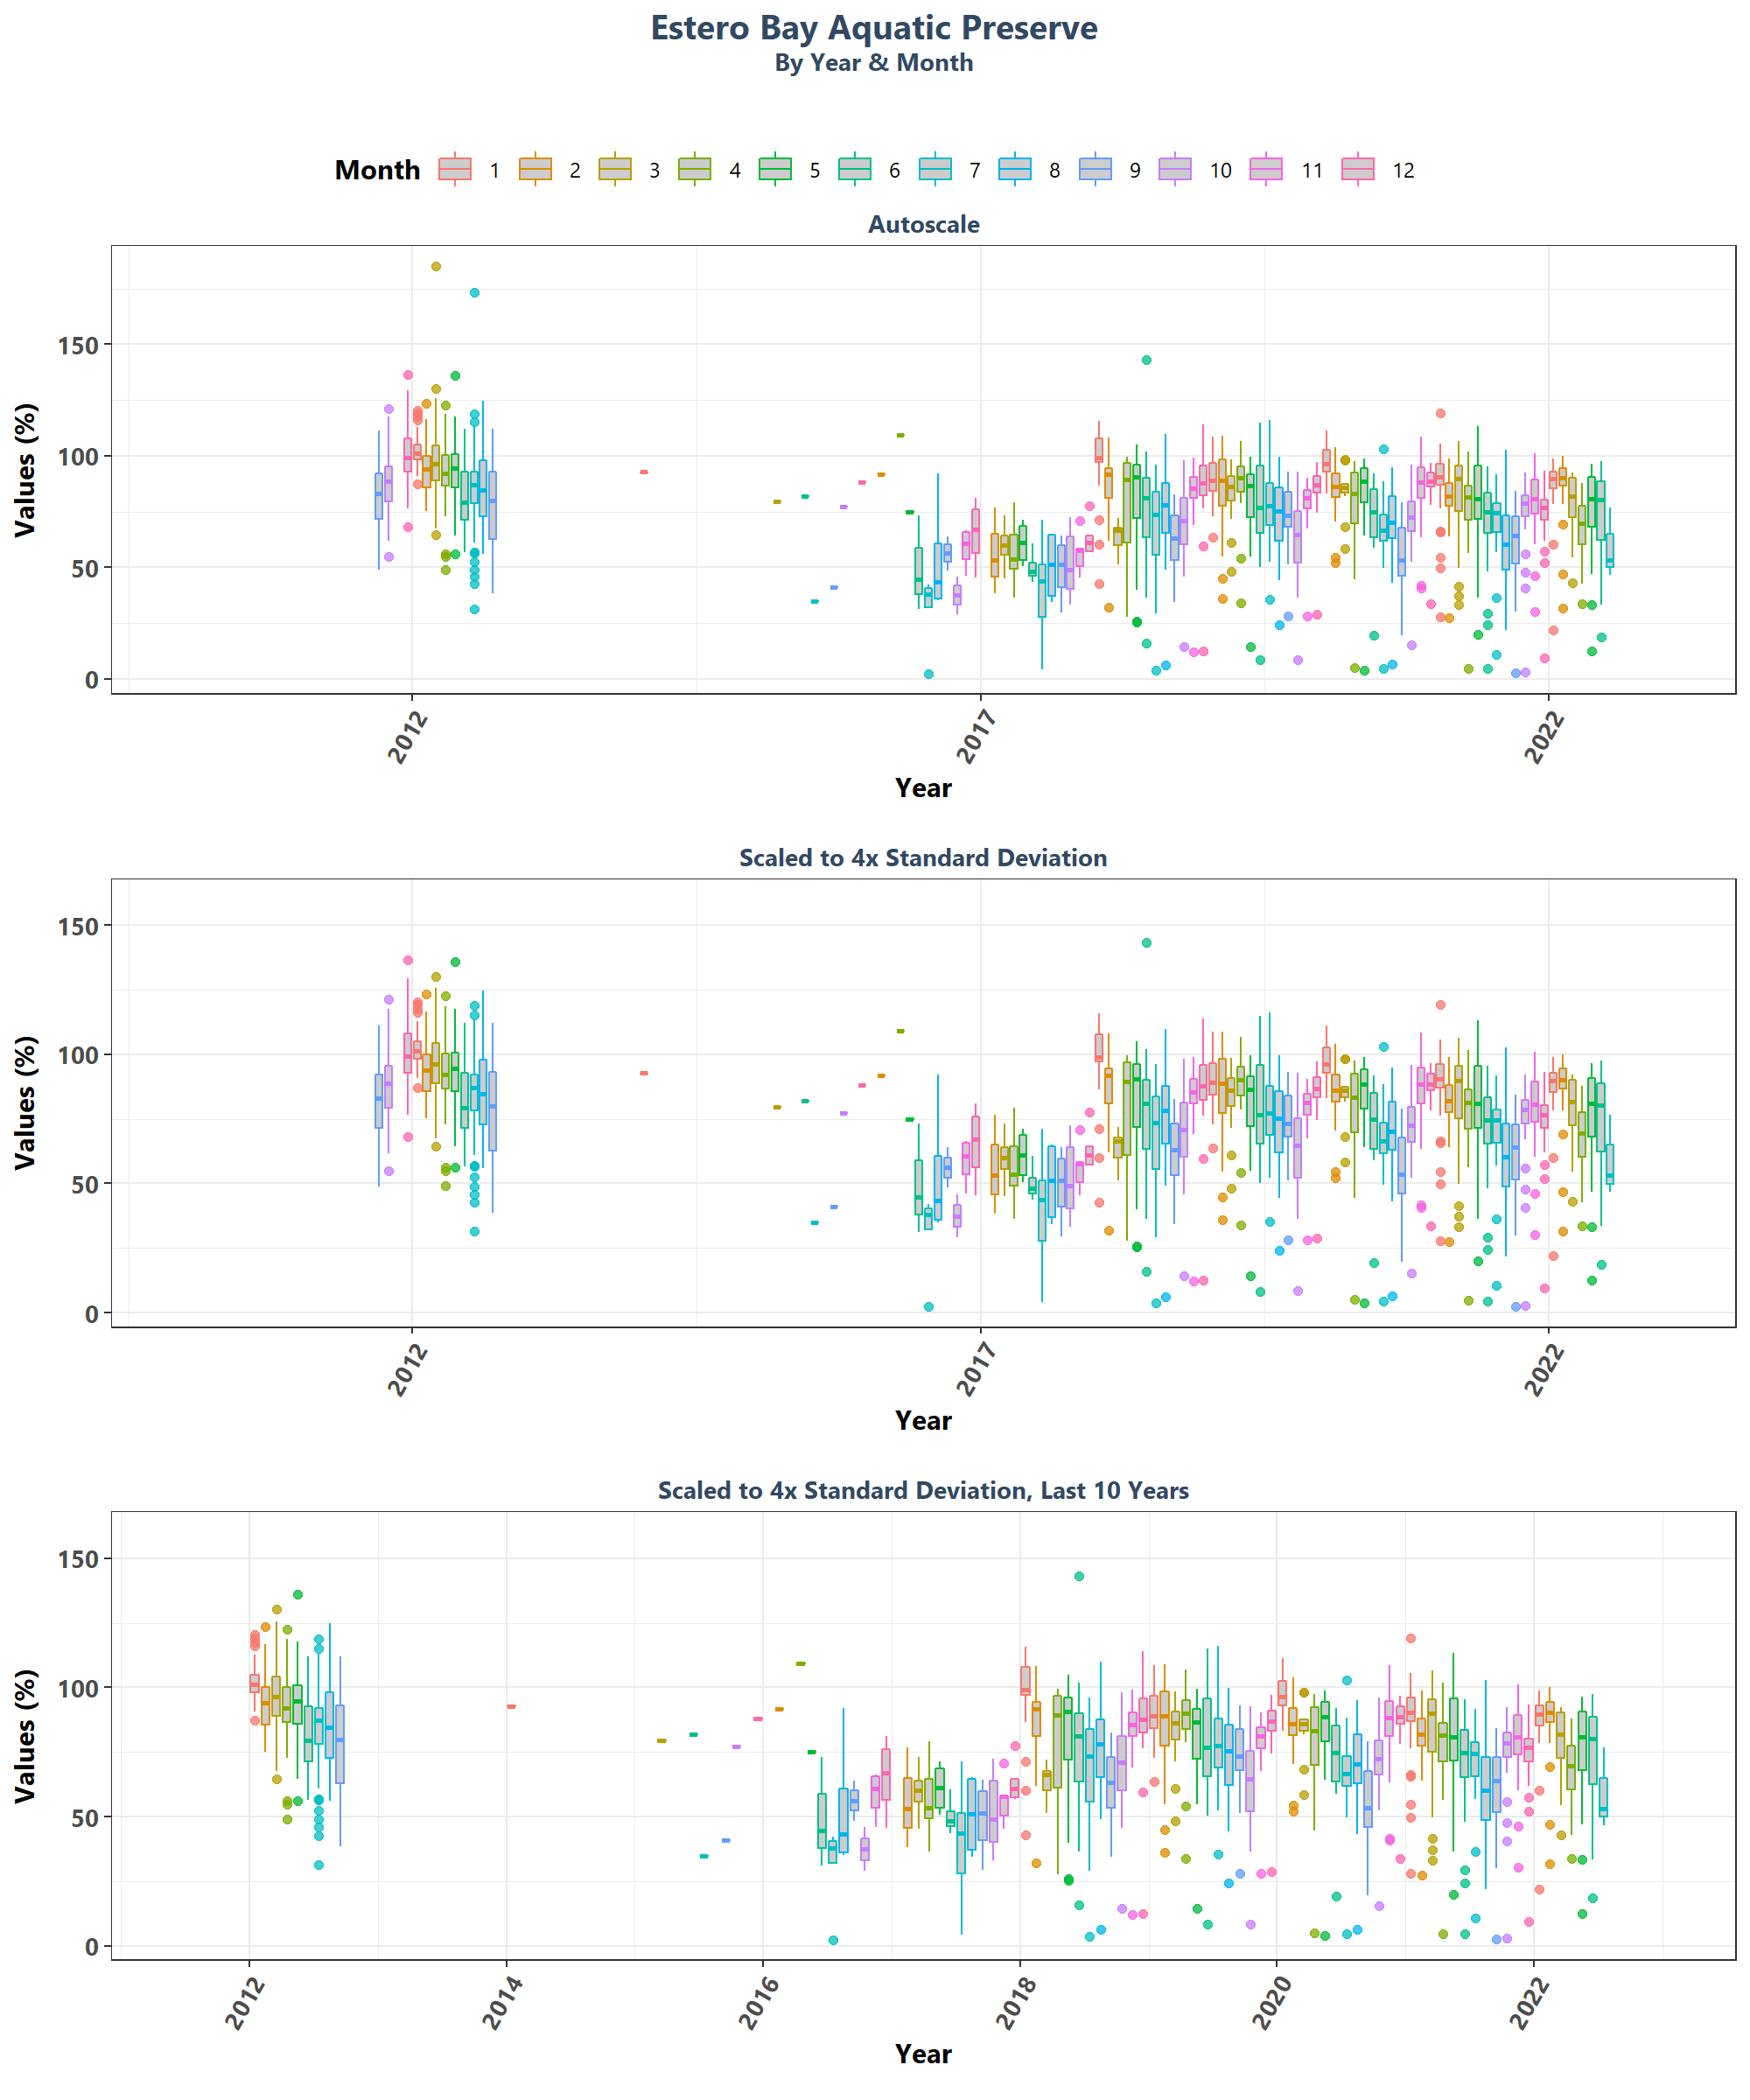 Estero Bay Aquatic Preserve
By Year & Month
Month 1 2 3 4 5 6 7 8 9 10 11 12
Autoscale
Values (%)
150
100
50
0
2012 2017 2022
Year
Scaled to 4x Standard Deviation
Values (%)
150
100
50
0
2012 2017 2022
Year
Scaled to 4x Standard Deviation, Last 10 Years
Values (%)
150
100
50
0
2012 2014 2016 2018 2020 2022
Year